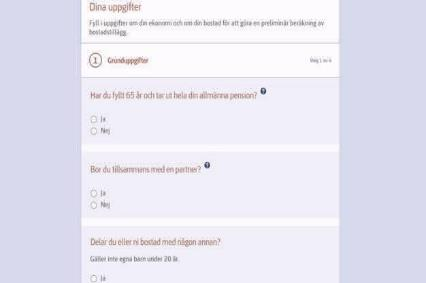 Dina uppgifter
Fyll i uppgifter om din ekonomi och om din bostad för att göra en preliminär beräkning av
bostadstillägg.
1 Grunduppgifter
Steg 1 av 6
Har du fyllt 65 år och tar ut hela din allmänna pension? ?
Ja
Nej
Bor du tillsammans med en partner? ?
Ja
Nej
Delar du eller ni bostad med någon annan?
Gäller inte egna barn under 20 år.
Ja